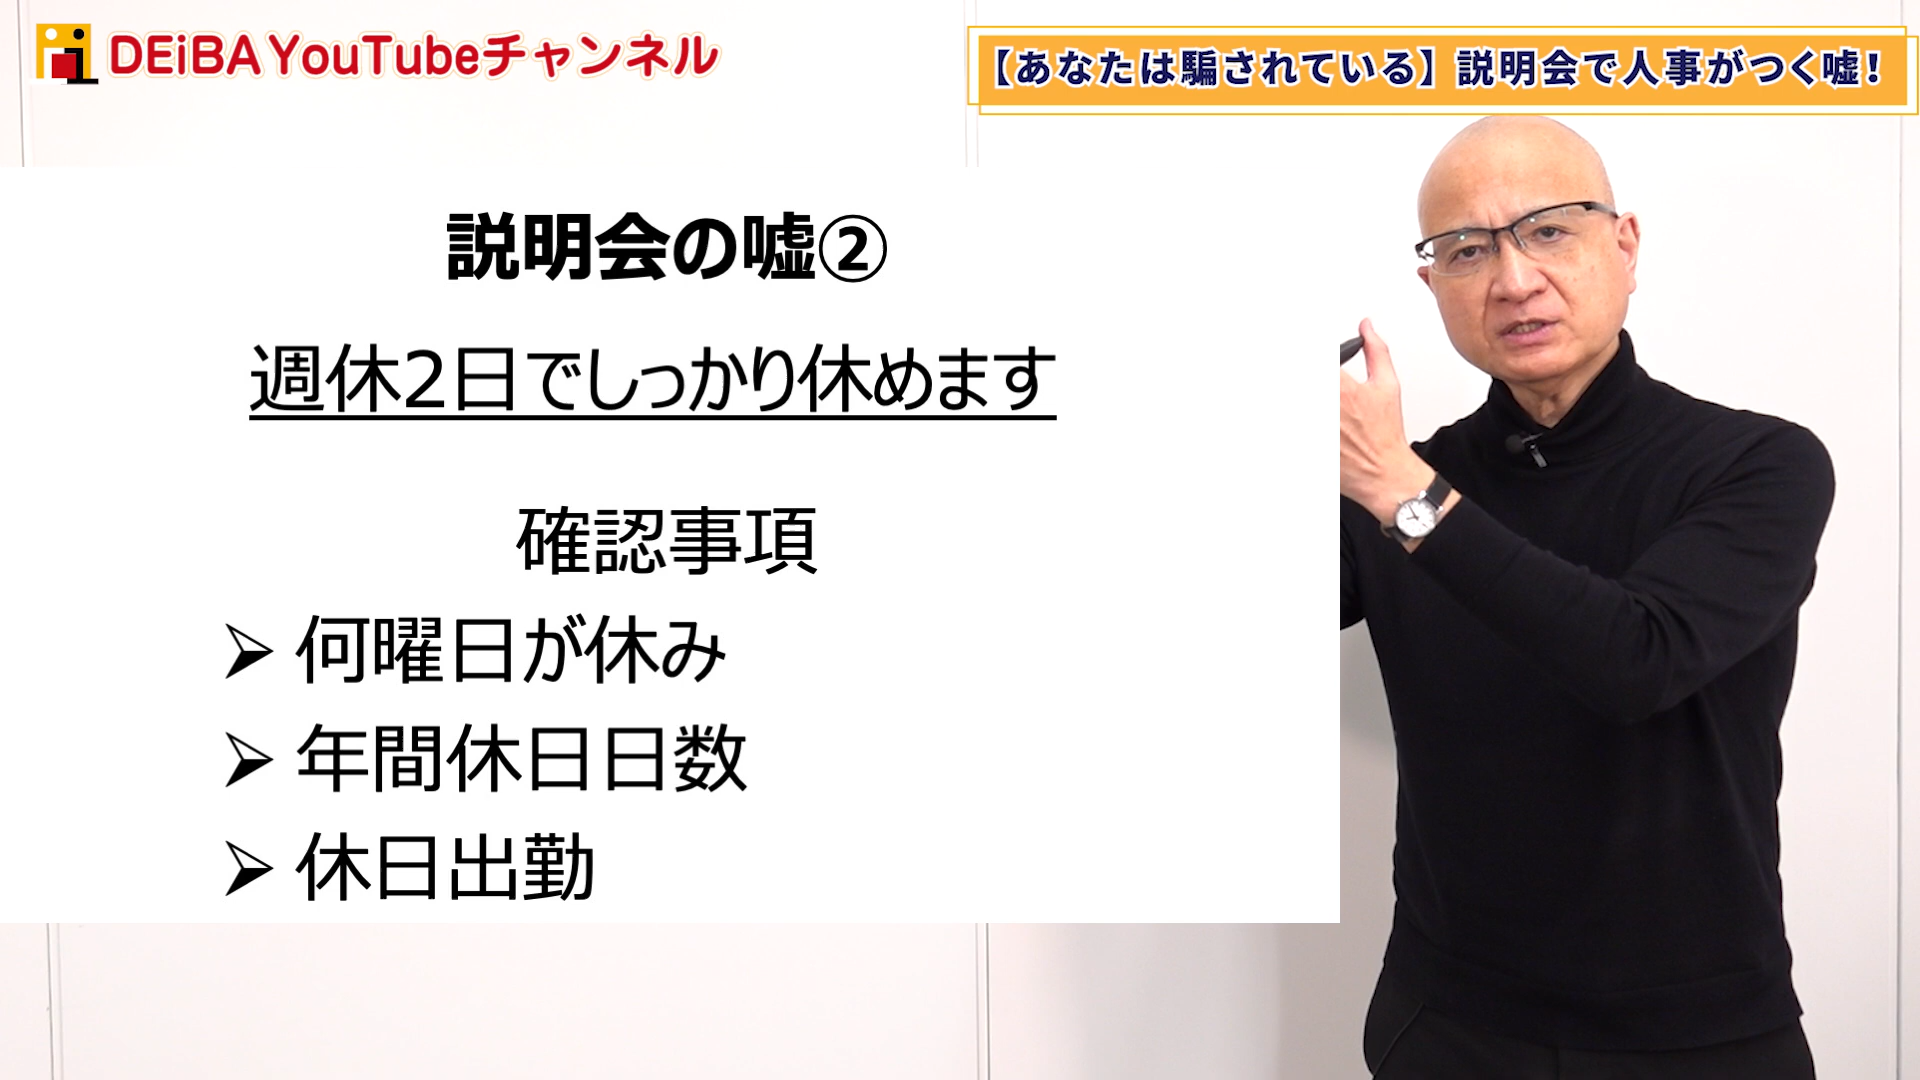 DEiBA YouTubeチャンネル
【あなたは騙されている】説明会で人事がつく嘘!
説明会の嘘②
週休2日でしっかり休めます
確認事項
➢ 何曜日が休み
➢ 年間休日日数
➢ 休日出勤